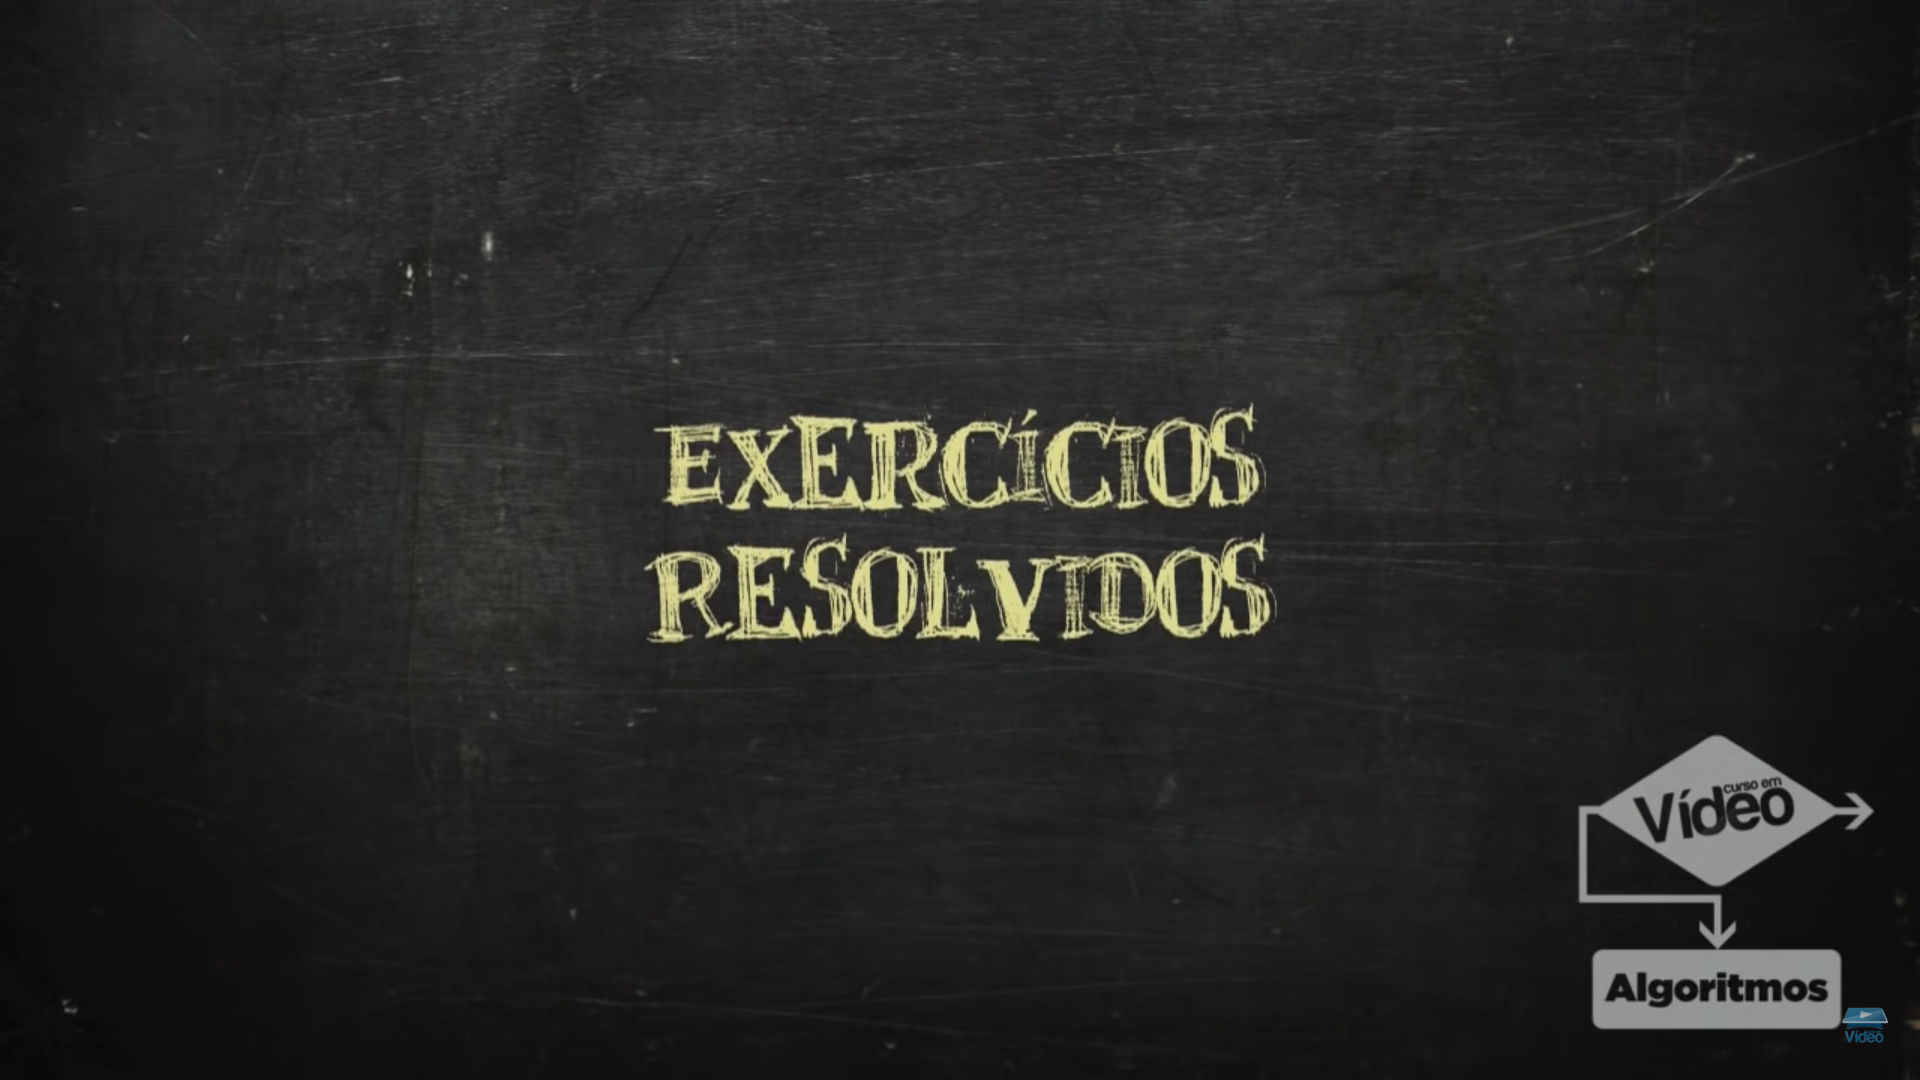 EXERCÍCIOS
RESOLVIDOS
curso em
Vídeo
Algoritmos
Vídeo